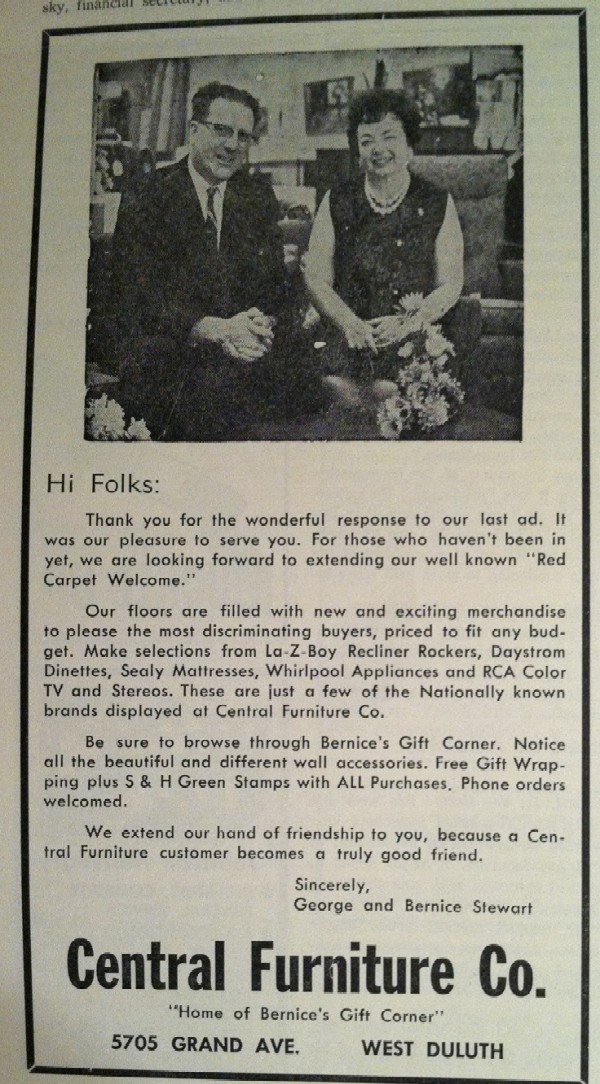 sky, financial secretary,
Hi Folks:
Thank you for the wonderful response to our last ad. It
was our pleasure to serve you. For those who haven't been in
yet, we are looking forward to extending our well known "Red
Carpet Welcome."
Our floors are filled with new and exciting merchandise
to please the most discriminating buyers, priced to fit any bud-
get. Make selections from La-Z-Boy Recliner Rockers, Daystrom
Dinettes, Sealy Mattresses, Whirlpool Appliances and RCA Color
TV and Stereos. These are just a few of the Nationally known
brands displayed at Central Furniture Co.
Be sure to browse through Bernice's Gift Corner. Notice
all the beautiful and different wall accessories. Free Gift Wrap-
ping plus S & H Green Stamps with ALL Purchases. Phone orders
welcomed.
We extend our hand of friendship to you, because a Cen-
tral Furniture customer becomes a truly good friend.
Sincerely,
George and Bernice Stewart
Central Furniture Co.
"Home of Bernice's Gift Corner"
5705 GRAND AVE. WEST DULUTH